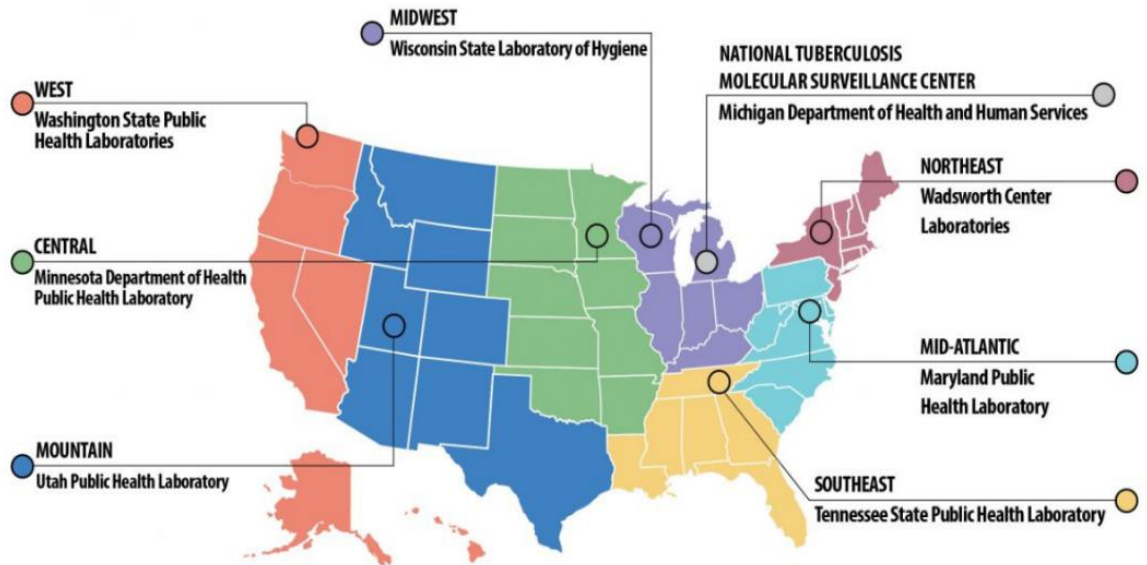 MIDWEST
Wisconsin State Laboratory of Hygiene
NATIONAL TUBERCULOSIS
MOLECULAR SURVEILLANCE CENTER
Michigan Department of Health and Human Services
WEST
Washington State Public
Health Laboratories
NORTHEAST
Wadsworth Center
Laboratories
CENTRAL
Minnesota Department of Health
Public Health Laboratory
MID-ATLANTIC
Maryland Public
Health Laboratory
MOUNTAIN
Utah Public Health Laboratory
SOUTHEAST
Tennessee State Public Health Laboratory